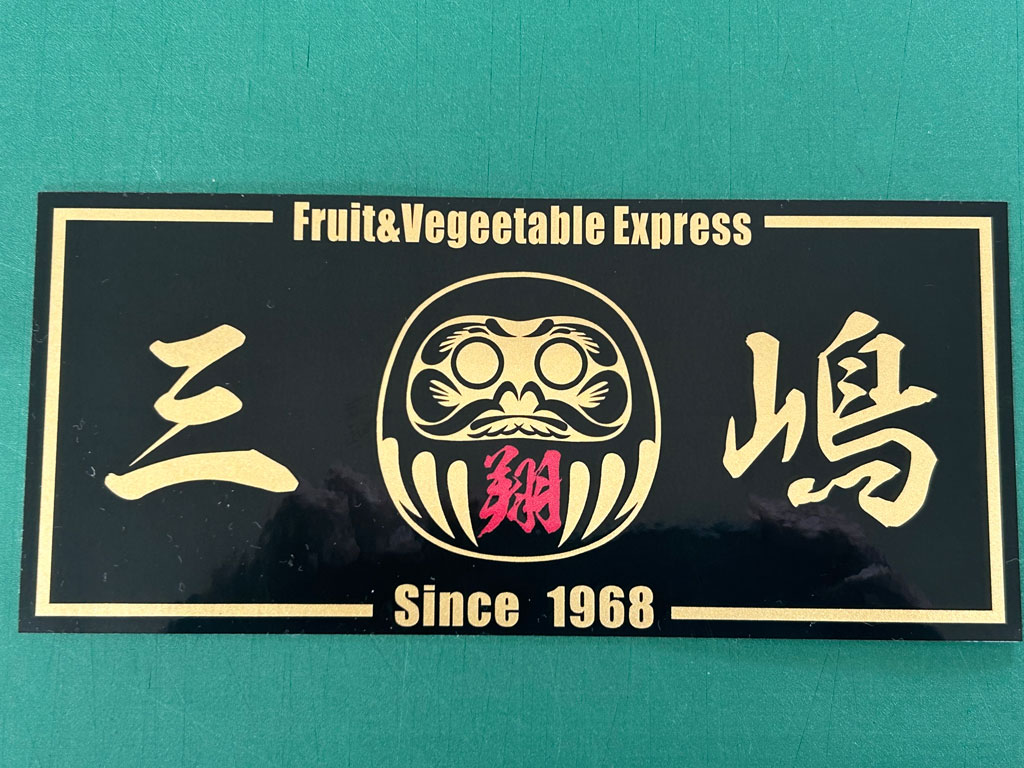 Fruit&Vegeetable Express
三 嶋
翔
Since 1968